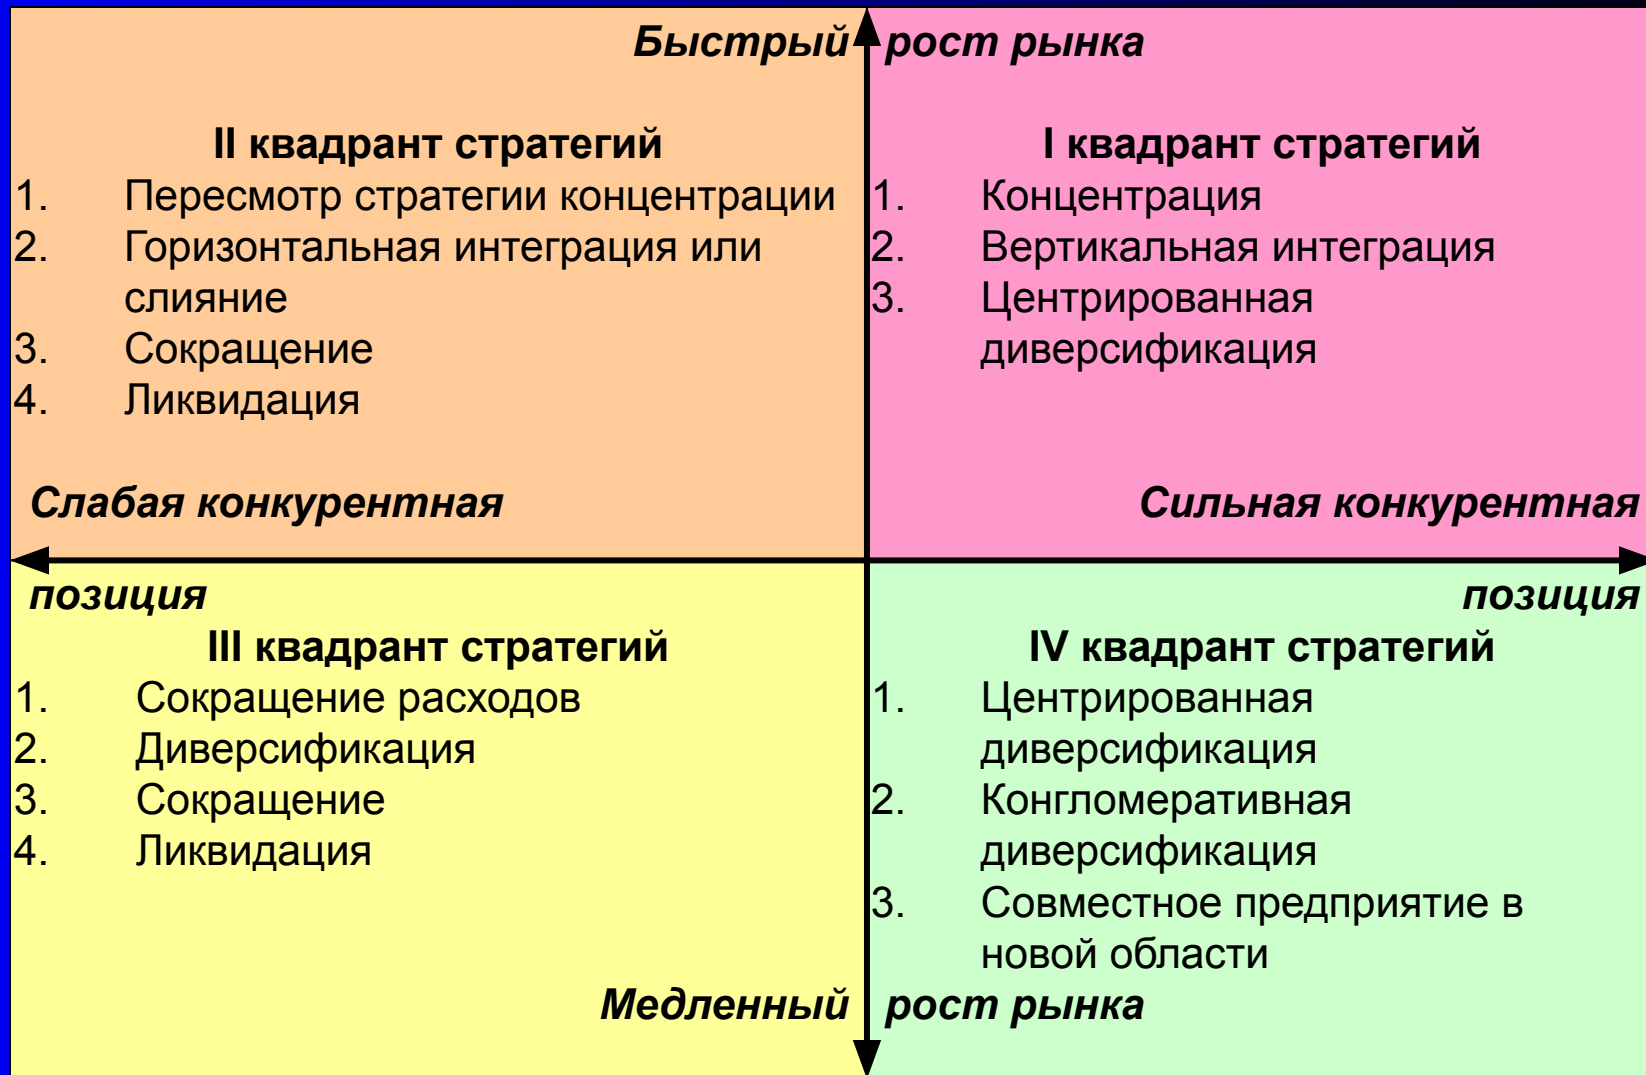 Быстрый рост рынка
II квадрант стратегий
1. Пересмотр стратегии концентрации
2. Горизонтальная интеграция или
слияние
3. Сокращение
4. Ликвидация
Слабая конкурентная
позиция
I квадрант стратегий
1. Концентрация
2. Вертикальная интеграция
3. Центрированная
диверсификация
Сильная конкурентная
позиция
III квадрант стратегий
1. Сокращение расходов
2. Диверсификация
3. Сокращение
4. Ликвидация
IV квадрант стратегий
1. Центрированная
диверсификация
2. Конгломеративная
диверсификация
3. Совместное предприятие в
новой области
Медленный рост рынка